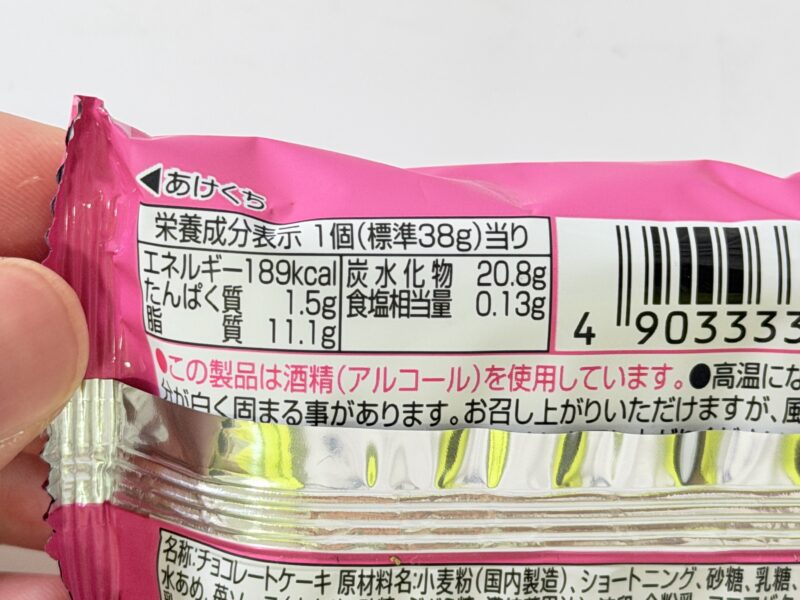 ◀あけくち
栄養成分表示 1個(標準38g)当り
エネルギー189kcal
たんぱく質 1.5g
脂質 11.1g
炭水化物 20.8g
食塩相当量 0.13g
4 903333
●この製品は酒精(アルコール)を使用しています。●高温にな
分が白く固まる事があります。お召し上がりいただけますが、風
名称:チョコレートケーキ 原材料名:小麦粉(国内製造)、ショートニング、砂糖、乳糖、
水あめ、